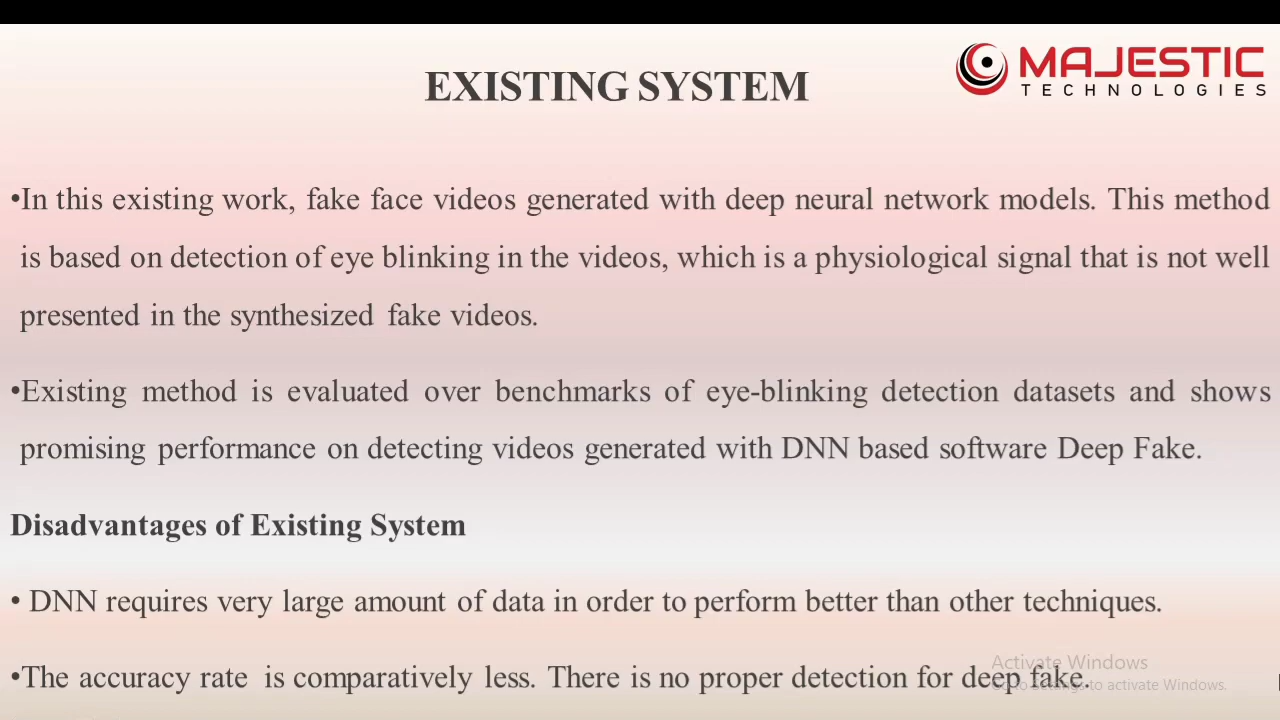 MAJESTIC
TECHNOLOGIES
EXISTING SYSTEM
•In this existing work, fake face videos generated with deep neural network models. This method
is based on detection of eye blinking in the videos, which is a physiological signal that is not well
presented in the synthesized fake videos.
•Existing method is evaluated over benchmarks of eye-blinking detection datasets and shows
promising performance on detecting videos generated with DNN based software Deep Fake.
Disadvantages of Existing System
• DNN requires very large amount of data in order to perform better than other techniques.
•The accuracy rate is comparatively less. There is no proper detection for deep fake.
Activate Windows
Go to Settings to activate Windows.